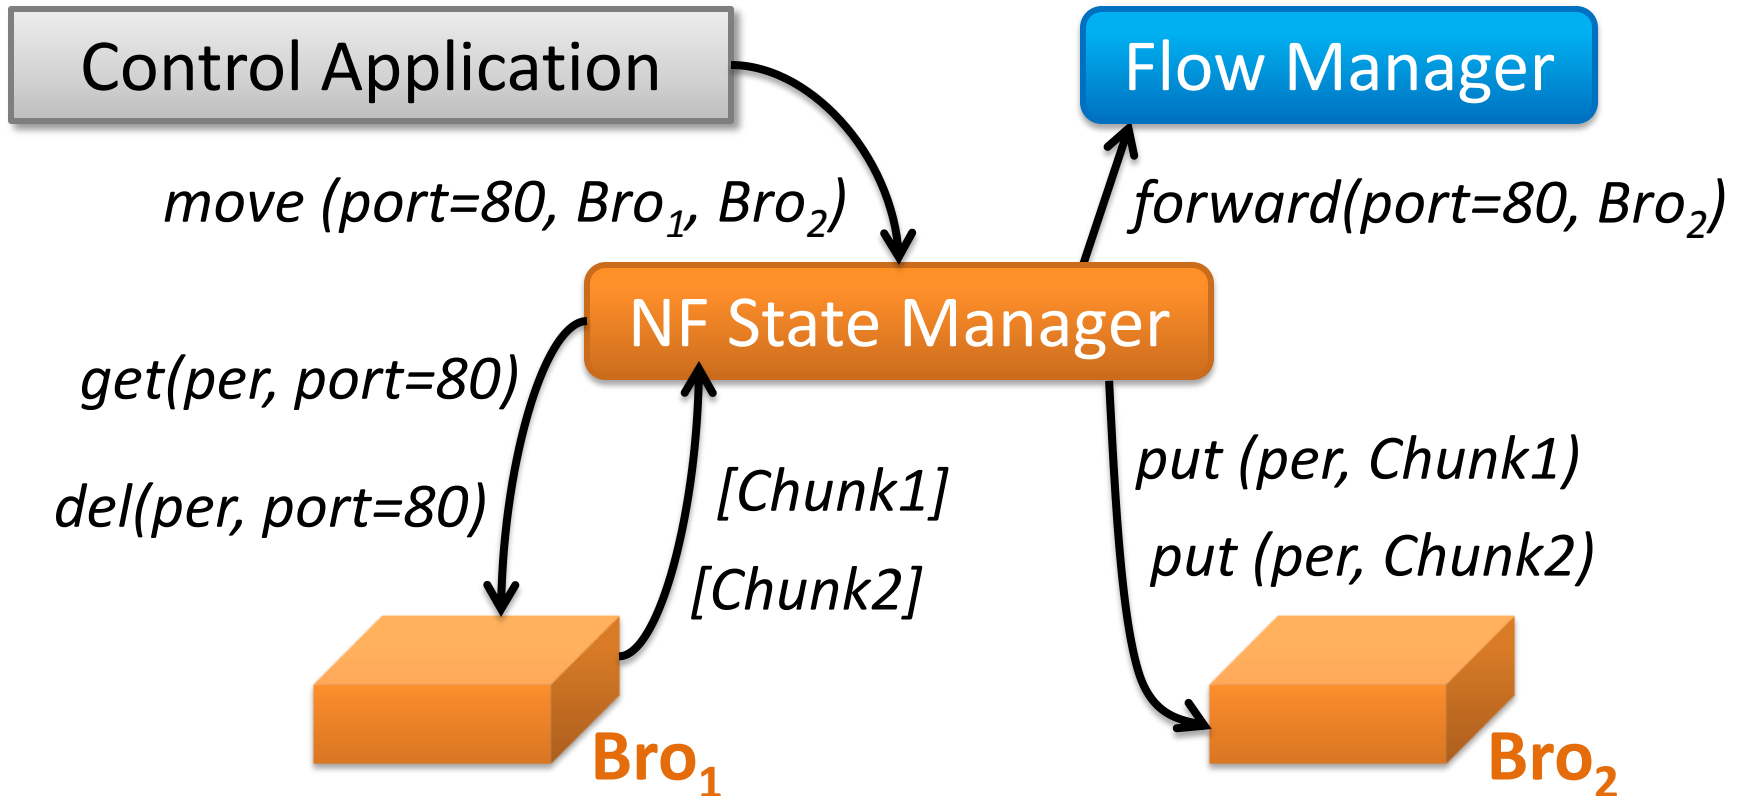 Control Application
Flow Manager
move (port=80, Bro₁, Bro₂)
forward(port=80, Bro₂)
NF State Manager
get(per, port=80)
del(per, port=80)
[Chunk1]
[Chunk2]
put (per, Chunk1)
put (per, Chunk2)
Bro₁
Bro₂